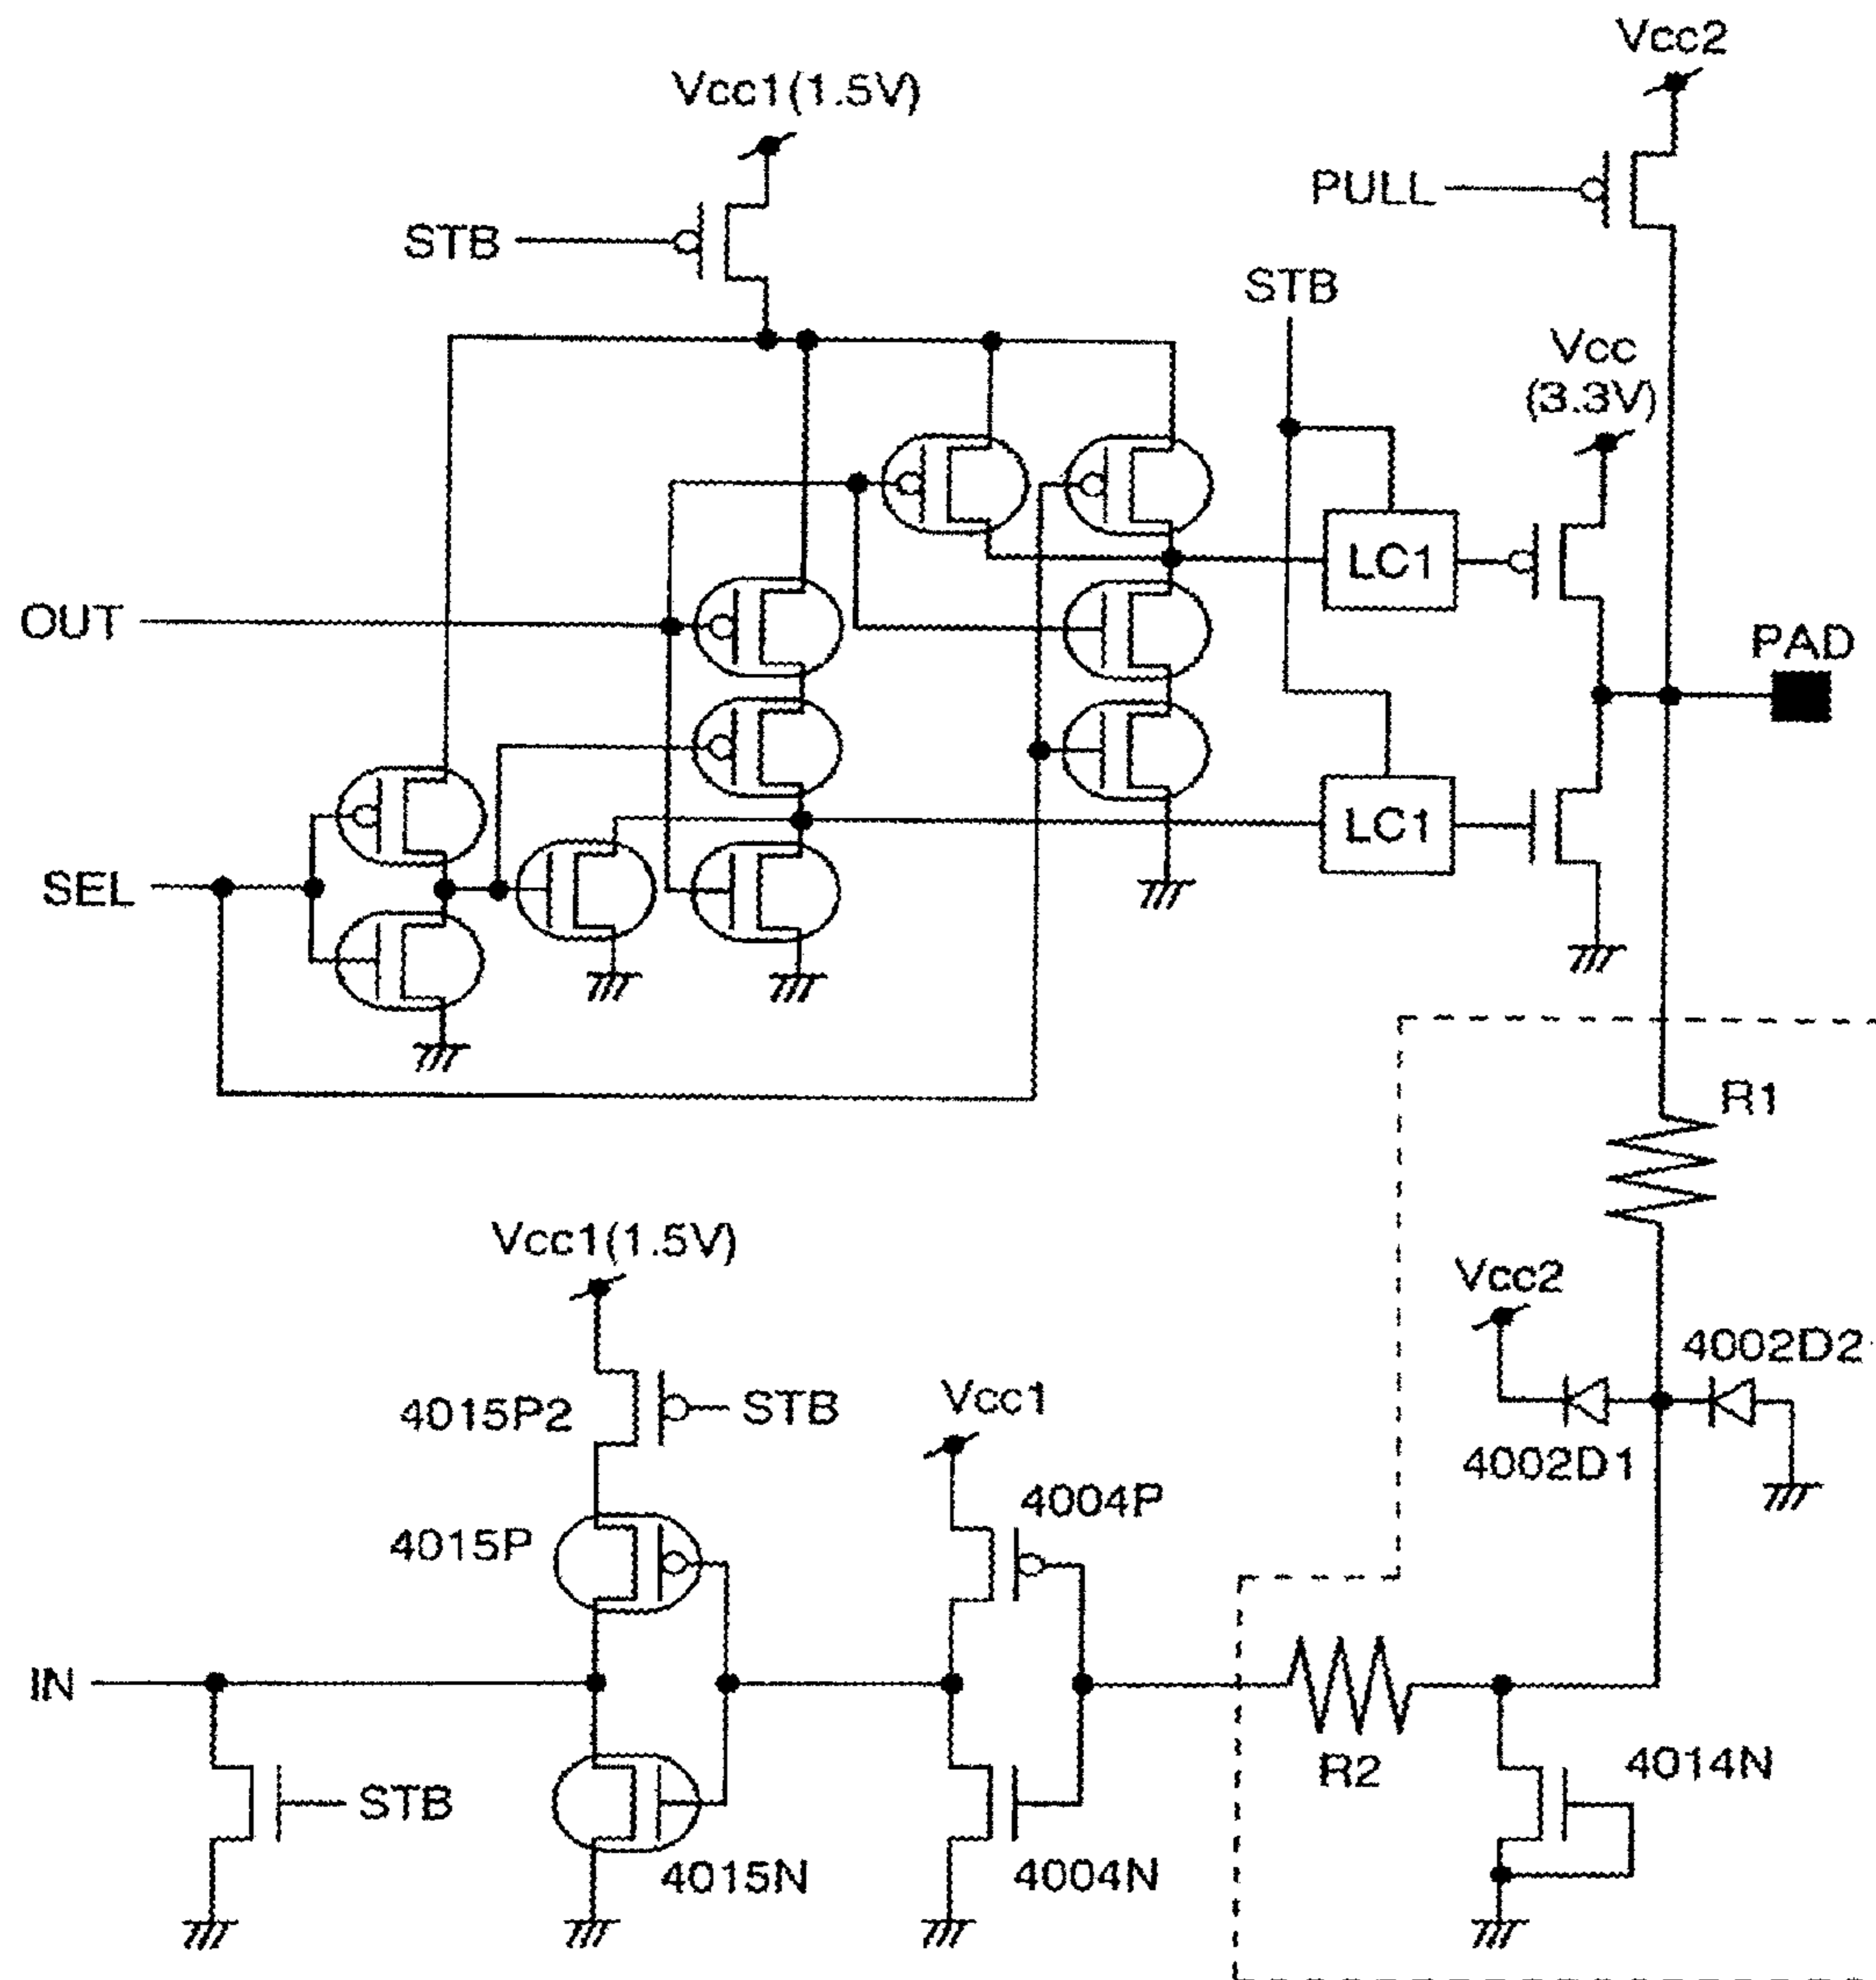 Vcc2
Vcc1(1.5V)
PULL
STB
STB
Vcc
(3.3V)
LC1
OUT
PAD
LC1
SEL
R1
Vcc1(1.5V)
Vcc2
4002D2
4015P2
STB
Vcc1
4002D1
4004P
4015P
IN
R2
4014N
STB
4015N
4004N